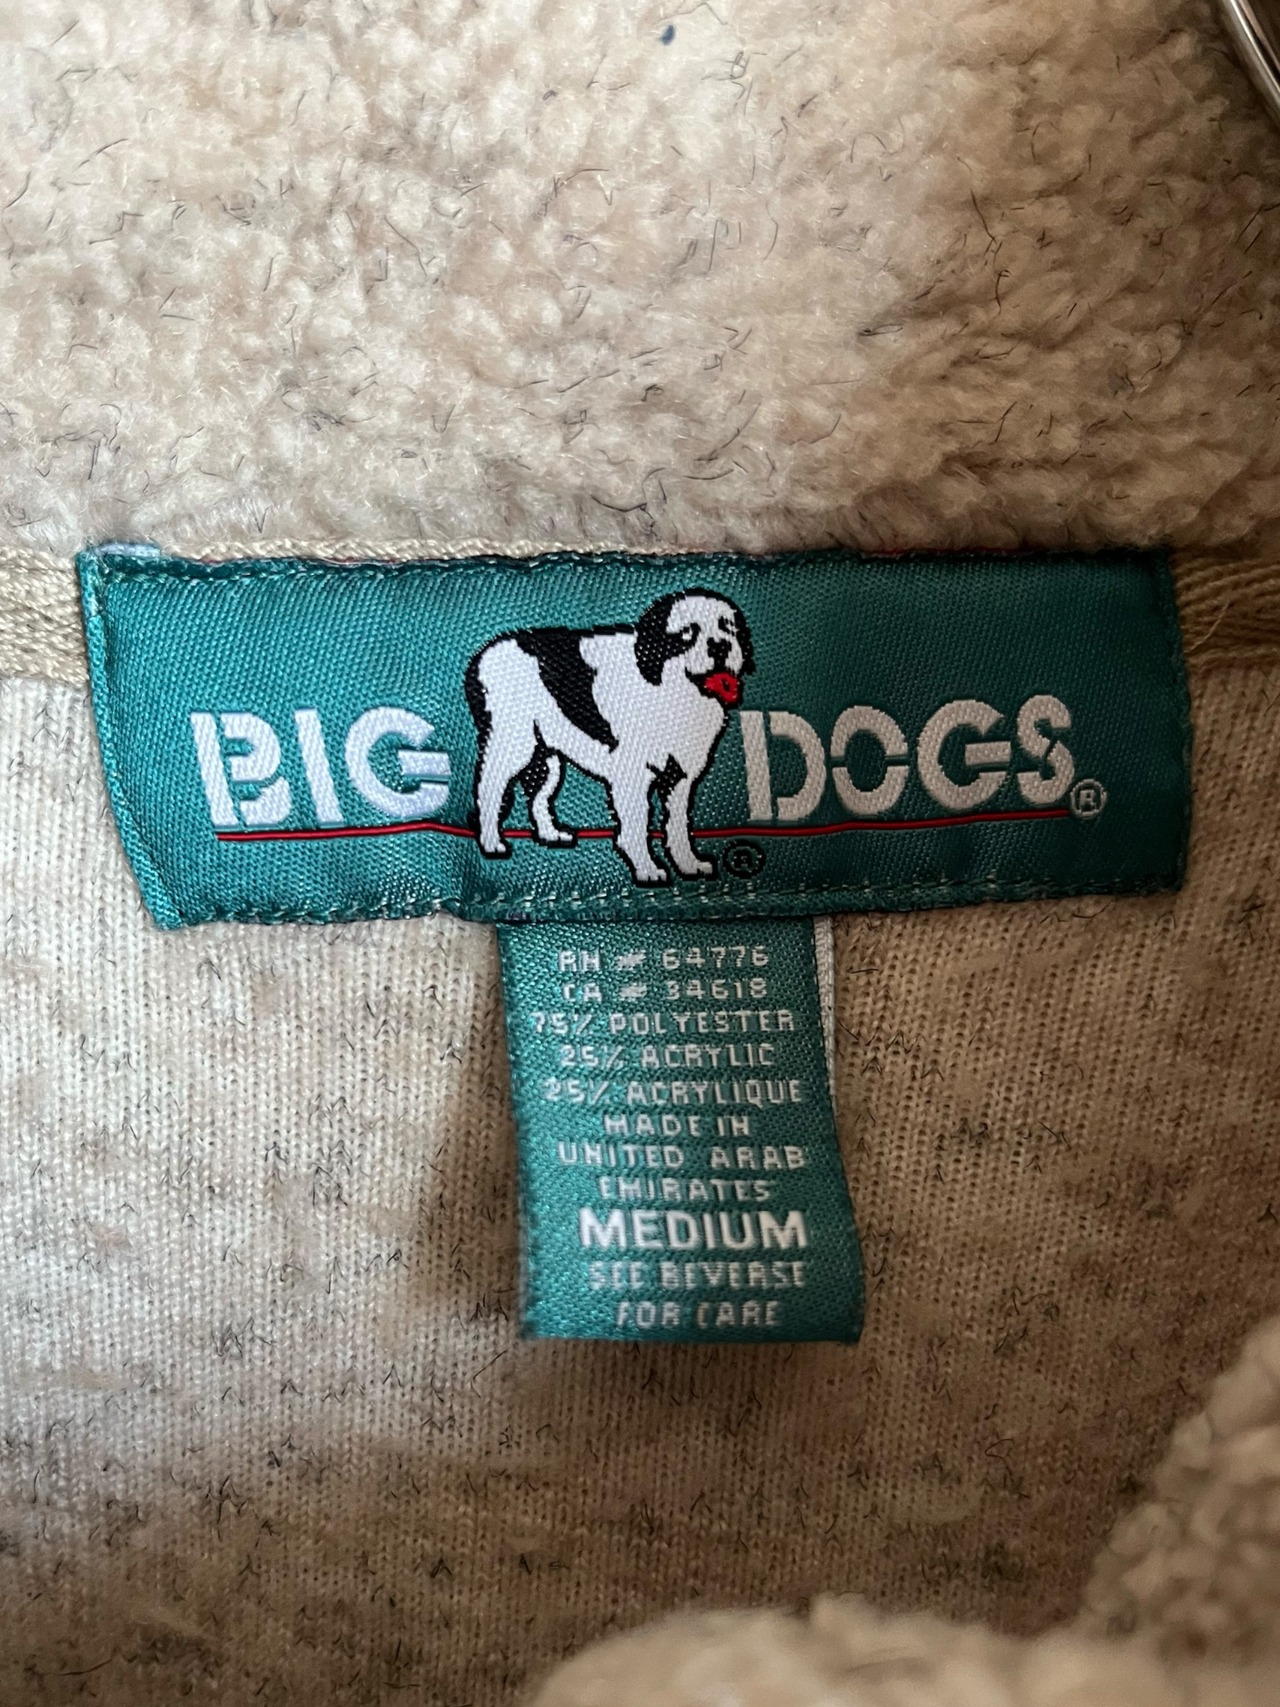 BIG DOGS®
®
RN # 64776
CA # 34618
75% POLYESTER
25% ACRYLIC
25% ACRYLIQUE
MADE IN
UNITED ARAB
EMIRATES
MEDIUM
SEE REVERSE
FOR CARE